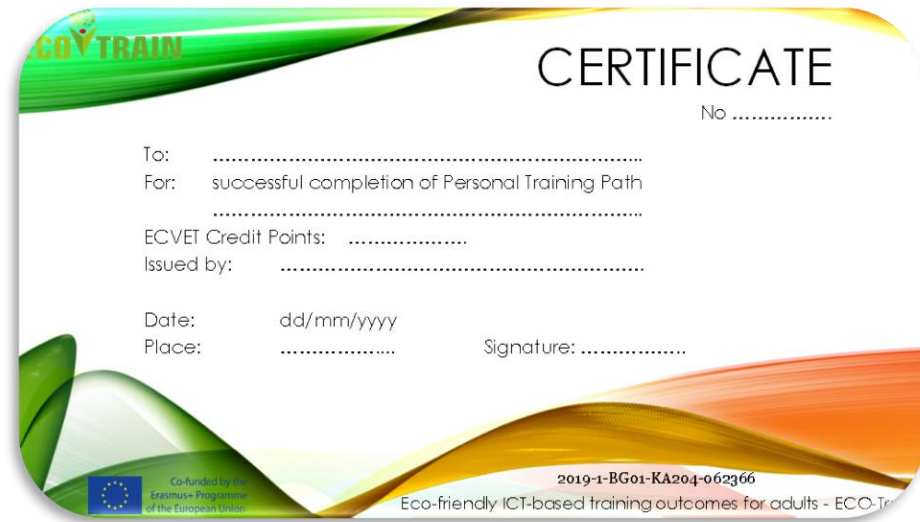 ECO TRAIN
CERTIFICATE
No ................
To: ......................................................................
For: successful completion of Personal Training Path
......................................................................
ECVET Credit Points: ...................
Issued by: ...........................................................
Date: dd/mm/yyyy
Place: ...................
Signature: .................
Co-funded by the
Erasmus+ Programme
of the European Union
2019-1-BG01-KA204-062366
Eco-friendly ICT-based training outcomes for adults - ECO-Tr